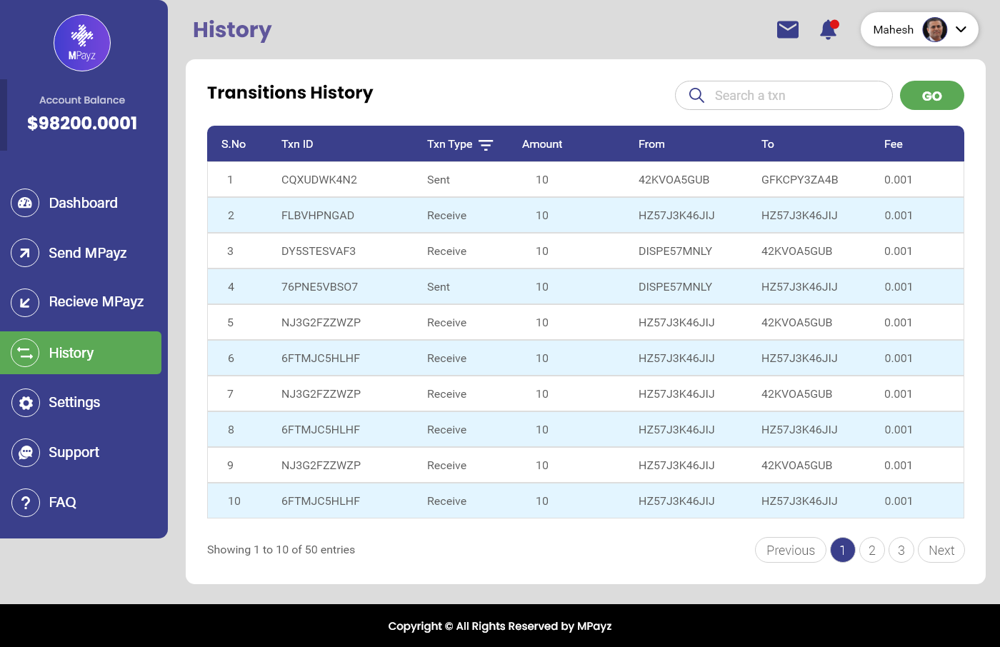 MPayz
Account Balance
$98200.0001
Dashboard
Send MPayz
Recieve MPayz
History
Settings
Support
FAQ
History
Mahesh
Transitions History
Search a txn
GO
S.No Txn ID Txn Type Amount From To Fee
1 CQXUDWK4N2 Sent 10 42KVOA5GUB GFKCPY3ZA4B 0.001
2 FLBVHPNGAD Receive 10 HZ57J3K46JIJ HZ57J3K46JIJ 0.001
3 DY5STESVAF3 Receive 10 DISPE57MNLY 42KVOA5GUB 0.001
4 76PNE5VBSO7 Sent 10 DISPE57MNLY HZ57J3K46JIJ 0.001
5 NJ3G2FZZWZP Receive 10 HZ57J3K46JIJ 42KVOA5GUB 0.001
6 6FTMJC5HLHF Receive 10 HZ57J3K46JIJ HZ57J3K46JIJ 0.001
7 NJ3G2FZZWZP Receive 10 HZ57J3K46JIJ 42KVOA5GUB 0.001
8 6FTMJC5HLHF Receive 10 HZ57J3K46JIJ HZ57J3K46JIJ 0.001
9 NJ3G2FZZWZP Receive 10 HZ57J3K46JIJ 42KVOA5GUB 0.001
10 6FTMJC5HLHF Receive 10 HZ57J3K46JIJ HZ57J3K46JIJ 0.001
Showing 1 to 10 of 50 entries
Previous 1 2 3 Next
Copyright © All Rights Reserved by MPayz